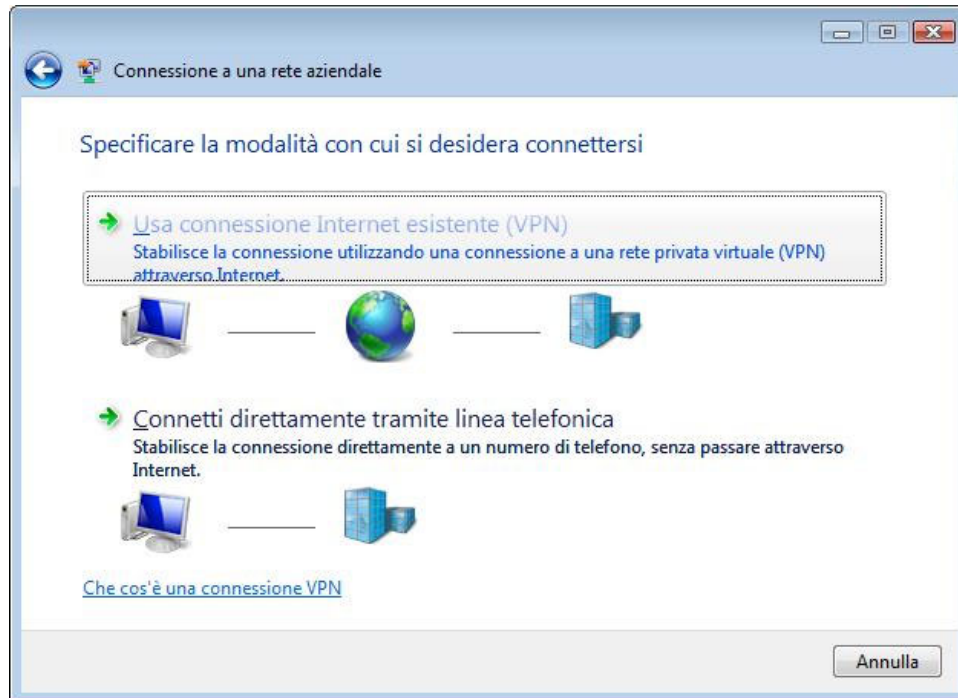 Connessione a una rete aziendale
Specificare la modalità con cui si desidera connettersi
Usa connessione Internet esistente (VPN)
Stabilisce la connessione utilizzando una connessione a una rete privata virtuale (VPN)
attraverso Internet.
Connetti direttamente tramite linea telefonica
Stabilisce la connessione direttamente a un numero di telefono, senza passare attraverso
Internet.
Che cos'è una connessione VPN
Annulla